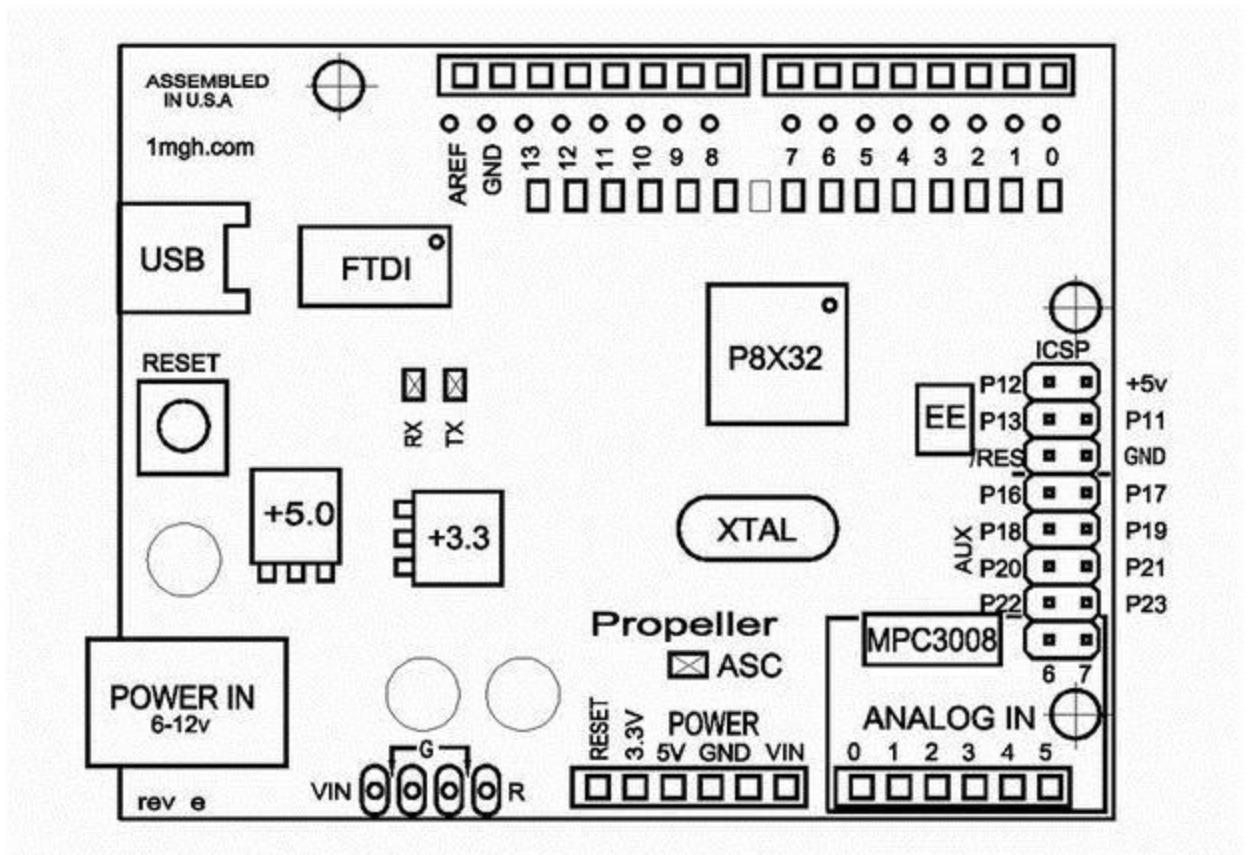 ASSEMBLED
IN U.S.A
1mgh.com
AREF GND 13 12 11 10 9 8 7 6 5 4 3 2 1 0
USB
FTDI
P8X32
RESET
RX TX
EE
ICSP
P12 +5v
P13 P11
/RES GND
P16 P17
P18 P19
AUX
P20 P21
P22 P23
+5.0
+3.3
XTAL
Propeller
ASC
MPC3008
6 7
POWER IN
6-12v
POWER
RESET 3.3V 5V GND VIN
ANALOG IN
0 1 2 3 4 5
G
VIN R
rev e